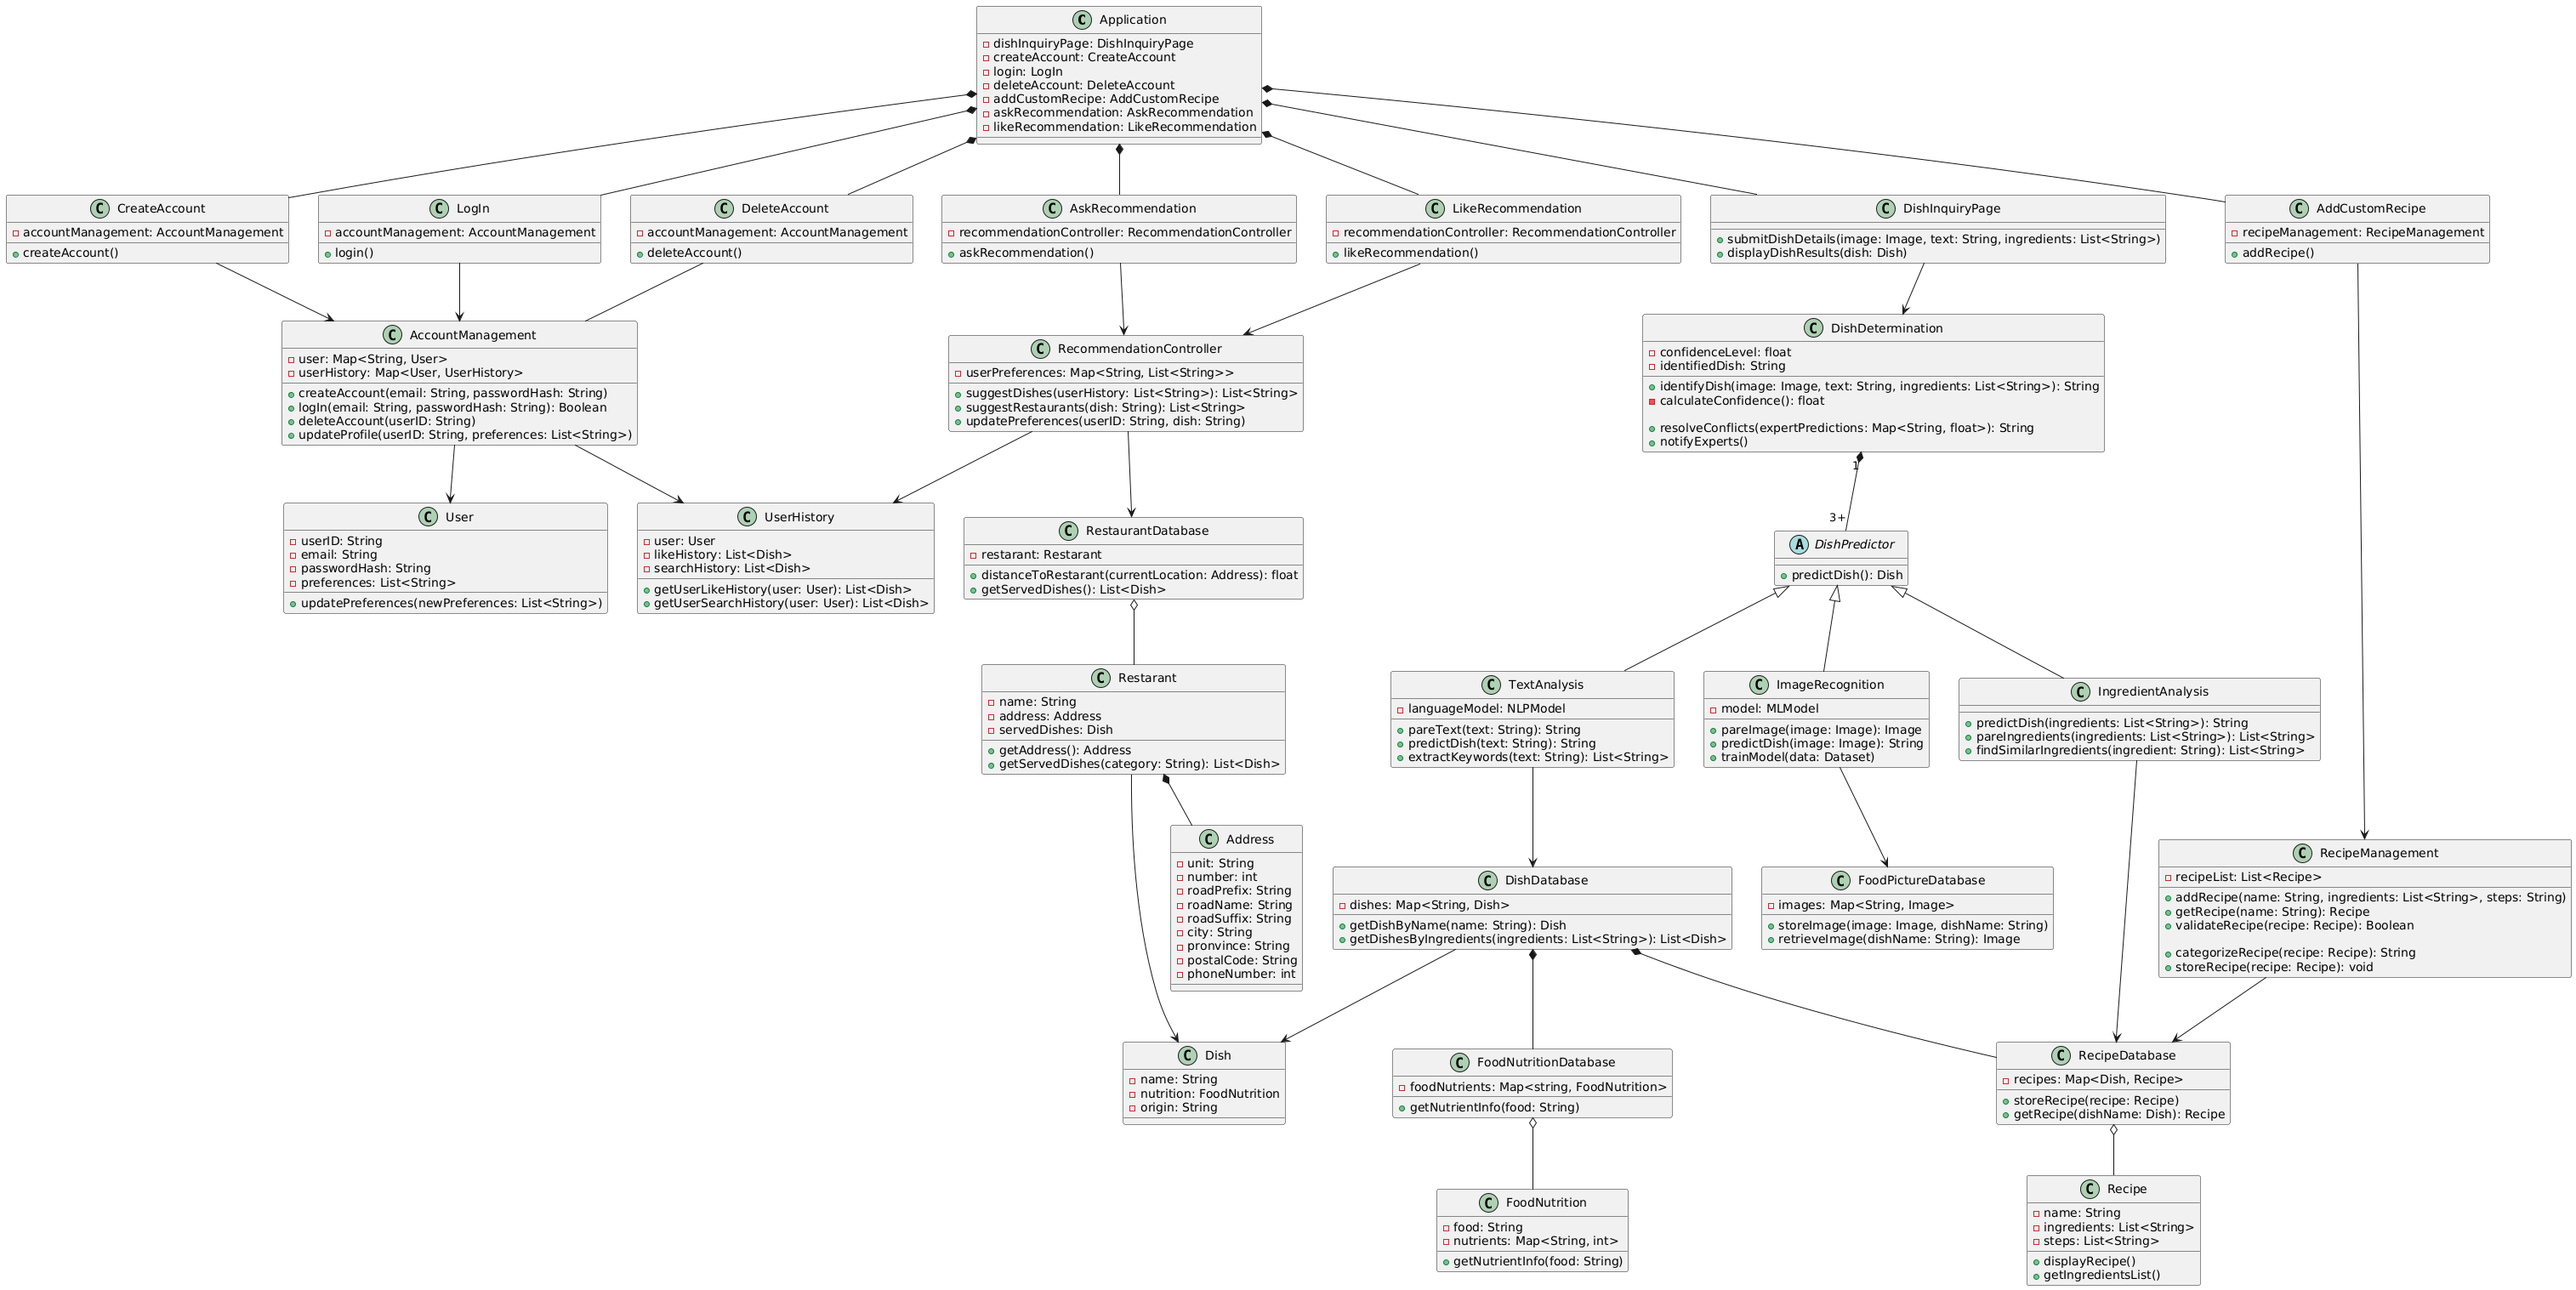 Application
dishInquiryPage: DishInquiryPage
createAccount: CreateAccount
login: LogIn
deleteAccount: DeleteAccount
addCustomRecipe: AddCustomRecipe
askRecommendation: AskRecommendation
likeRecommendation: LikeRecommendation
CreateAccount
accountManagement: AccountManagement
createAccount()
LogIn
accountManagement: AccountManagement
login()
DeleteAccount
accountManagement: AccountManagement
deleteAccount()
AskRecommendation
recommendationController: RecommendationController
askRecommendation()
LikeRecommendation
recommendationController: RecommendationController
likeRecommendation()
DishInquiryPage
submitDishDetails(image: Image, text: String, ingredients: List<String>)
displayDishResults(dish: Dish)
AddCustomRecipe
recipeManagement: RecipeManagement
addRecipe()
AccountManagement
user: Map<String, User>
userHistory: Map<User, UserHistory>
createAccount(email: String, passwordHash: String)
logIn(email: String, passwordHash: String): Boolean
deleteAccount(userID: String)
updateProfile(userID: String, preferences: List<String>)
RecommendationController
userPreferences: Map<String, List<String>>
suggestDishes(userHistory: List<String>): List<String>
suggestRestaurants(dish: String): List<String>
updatePreferences(userID: String, dish: String)
DishDetermination
confidenceLevel: float
identifiedDish: String
identifyDish(image: Image, text: String, ingredients: List<String>): String
calculateConfidence(): float
resolveConflicts(expertPredictions: Map<String, float>): String
notifyExperts()
1
3+
User
userID: String
email: String
passwordHash: String
preferences: List<String>
updatePreferences(newPreferences: List<String>)
UserHistory
user: User
likeHistory: List<Dish>
searchHistory: List<Dish>
getUserLikeHistory(user: User): List<Dish>
getUserSearchHistory(user: User): List<Dish>
RestaurantDatabase
restarant: Restarant
distanceToRestarant(currentLocation: Address): float
getServedDishes(): List<Dish>
DishPredictor
predictDish(): Dish
Restarant
name: String
address: Address
servedDishes: Dish
getAddress(): Address
getServedDishes(category: String): List<Dish>
TextAnalysis
languageModel: NLPModel
pareText(text: String): String
predictDish(text: String): String
extractKeywords(text: String): List<String>
ImageRecognition
model: MLModel
pareImage(image: Image): Image
predictDish(image: Image): String
trainModel(data: Dataset)
IngredientAnalysis
predictDish(ingredients: List<String>): String
pareIngredients(ingredients: List<String>): List<String>
findSimilarIngredients(ingredient: String): List<String>
Address
unit: String
number: int
roadPrefix: String
roadName: String
roadSuffix: String
city: String
pronvince: String
postalCode: String
phoneNumber: int
DishDatabase
dishes: Map<String, Dish>
getDishByName(name: String): Dish
getDishesByIngredients(ingredients: List<String>): List<Dish>
FoodPictureDatabase
images: Map<String, Image>
storeImage(image: Image, dishName: String)
retrieveImage(dishName: String): Image
RecipeManagement
recipeList: List<Recipe>
addRecipe(name: String, ingredients: List<String>, steps: String)
getRecipe(name: String): Recipe
validateRecipe(recipe: Recipe): Boolean
categorizeRecipe(recipe: Recipe): String
storeRecipe(recipe: Recipe): void
Dish
name: String
nutrition: FoodNutrition
origin: String
FoodNutritionDatabase
foodNutrients: Map<string, FoodNutrition>
getNutrientInfo(food: String)
RecipeDatabase
recipes: Map<Dish, Recipe>
storeRecipe(recipe: Recipe)
getRecipe(dishName: Dish): Recipe
FoodNutrition
food: String
nutrients: Map<String, int>
getNutrientInfo(food: String)
Recipe
name: String
ingredients: List<String>
steps: List<String>
displayRecipe()
getIngredientsList()